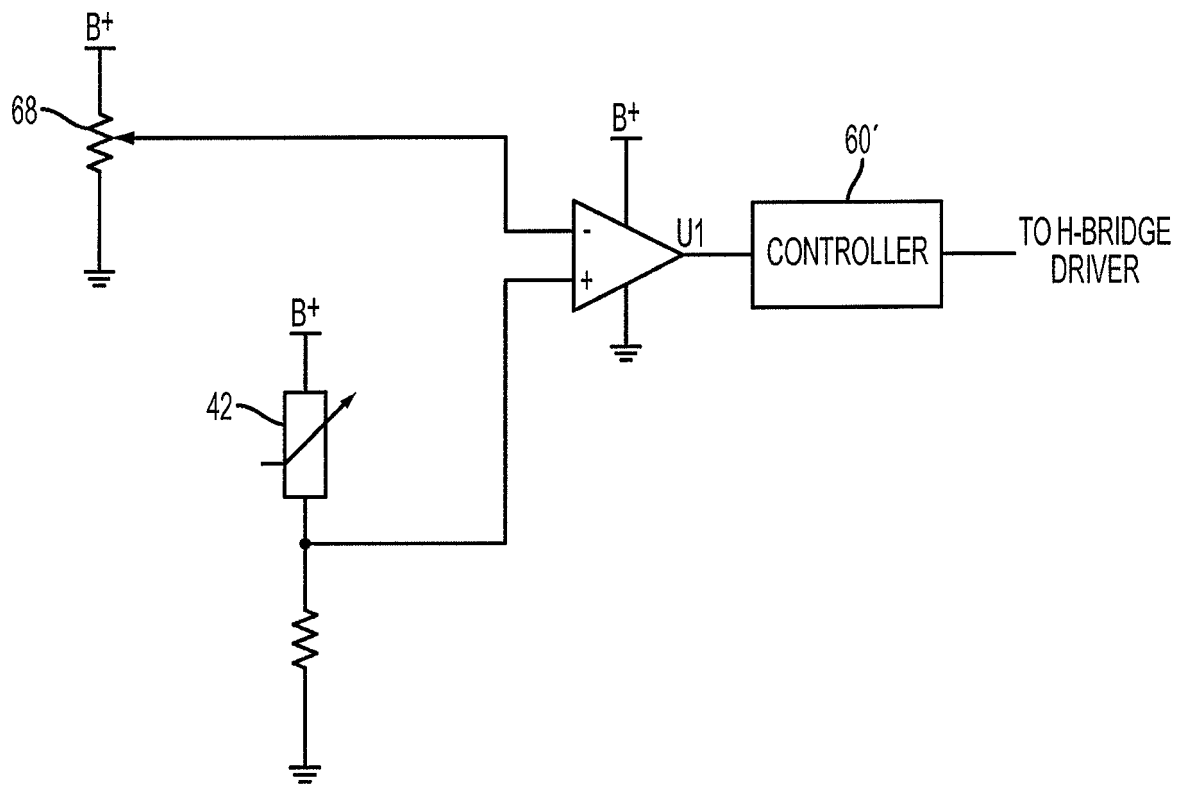 B+
68
B+
60′
U1
-
+
CONTROLLER
TO H-BRIDGE
DRIVER
B+
42